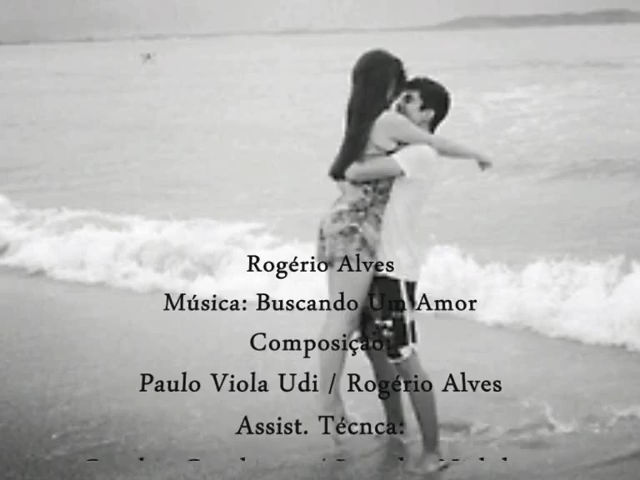 Rogério Alves
Música: Buscando Um Amor
Composição:
Paulo Viola Udi / Rogério Alves
Assist. Técnca: